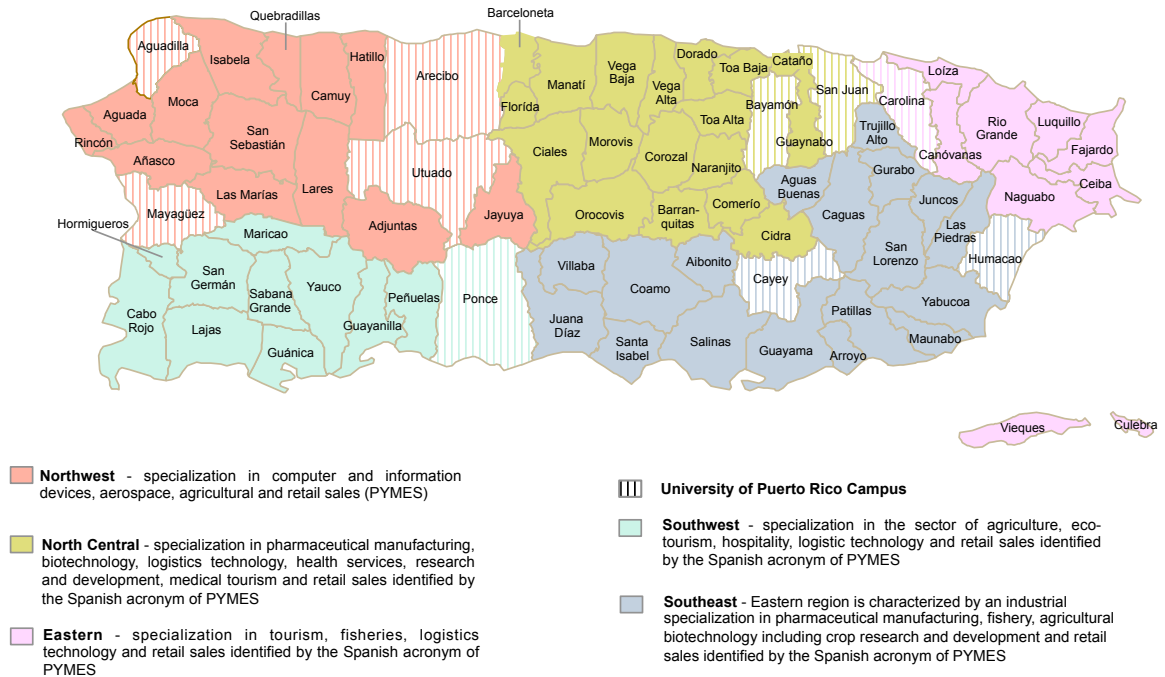 Quebradillas
Barceloneta
Aguadilla
Isabela
Hatillo
Arecibo
Camuy
Moca
Aguada
Rincón
San
Sebastián
Añasco
Las Marías
Lares
Utuado
Mayagüez
Adjuntas
Jayuya
Hormigueros
Florída
Manatí
Vega
Baja
Vega
Alta
Dorado
Toa Baja
Cataño
Toa Alta
Bayamón
San Juan
Guaynabo
Ciales
Morovis
Corozal
Naranjito
Orocovis
Barran-
quitas
Comerío
Cidra
Carolina
Loíza
Trujillo
Alto
Canóvanas
Rio
Grande
Luquillo
Fajardo
Ceiba
Naguabo
Aguas
Buenas
Gurabo
Caguas
Juncos
Las
Piedras
San
Lorenzo
Humacao
Maricao
San
Germán
Sabana
Grande
Yauco
Peñuelas
Ponce
Cabo
Rojo
Lajas
Guánica
Guayanilla
Villaba
Coamo
Aibonito
Cayey
Juana
Díaz
Santa
Isabel
Salinas
Guayama
Patillas
Arroyo
Yabucoa
Maunabo
Vieques
Culebra
Northwest - specialization in computer and information
devices, aerospace, agricultural and retail sales (PYMES)
North Central - specialization in pharmaceutical manufacturing,
biotechnology, logistics technology, health services, research
and development, medical tourism and retail sales identified by
the Spanish acronym of PYMES
Eastern - specialization in tourism, fisheries, logistics
technology and retail sales identified by the Spanish acronym of
PYMES
University of Puerto Rico Campus
Southwest - specialization in the sector of agriculture, eco-
tourism, hospitality, logistic technology and retail sales identified
by the Spanish acronym of PYMES
Southeast - Eastern region is characterized by an industrial
specialization in pharmaceutical manufacturing, fishery, agricultural
biotechnology including crop research and development and retail
sales identified by the Spanish acronym of PYMES